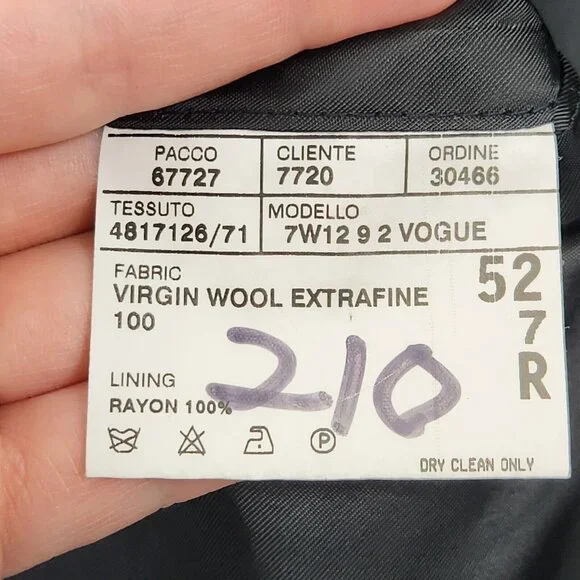 PACCO CLIENTE ORDINE
67727 7720 30466
TESSUTO MODELLO
4817126/71 7W12 9 2 VOGUE
FABRIC
VIRGIN WOOL EXTRAFINE 52
100 7
210
LINING R
RAYON 100%
P
DRY CLEAN ONLY